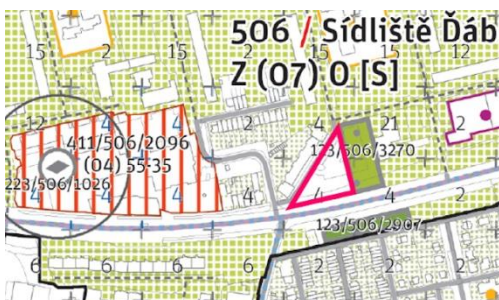 506 / Sídliště Ďáb
Z (07) O [S]
15 2 15
12 4 4 21 2
411/506/2096
(04) 55-35
173/506/3270
223/506/1026
4 4 4 4 4 2
123/506/2907
6 6 6 2 2